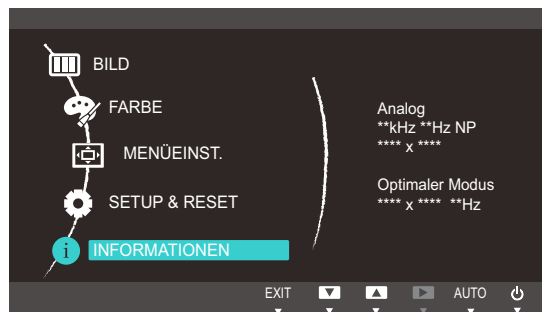 BILD
FARBE
MENÜEINST.
SETUP & RESET
i INFORMATIONEN
Analog
**kHz **Hz NP
**** x ****
Optimaler Modus
**** x **** **Hz
EXIT AUTO